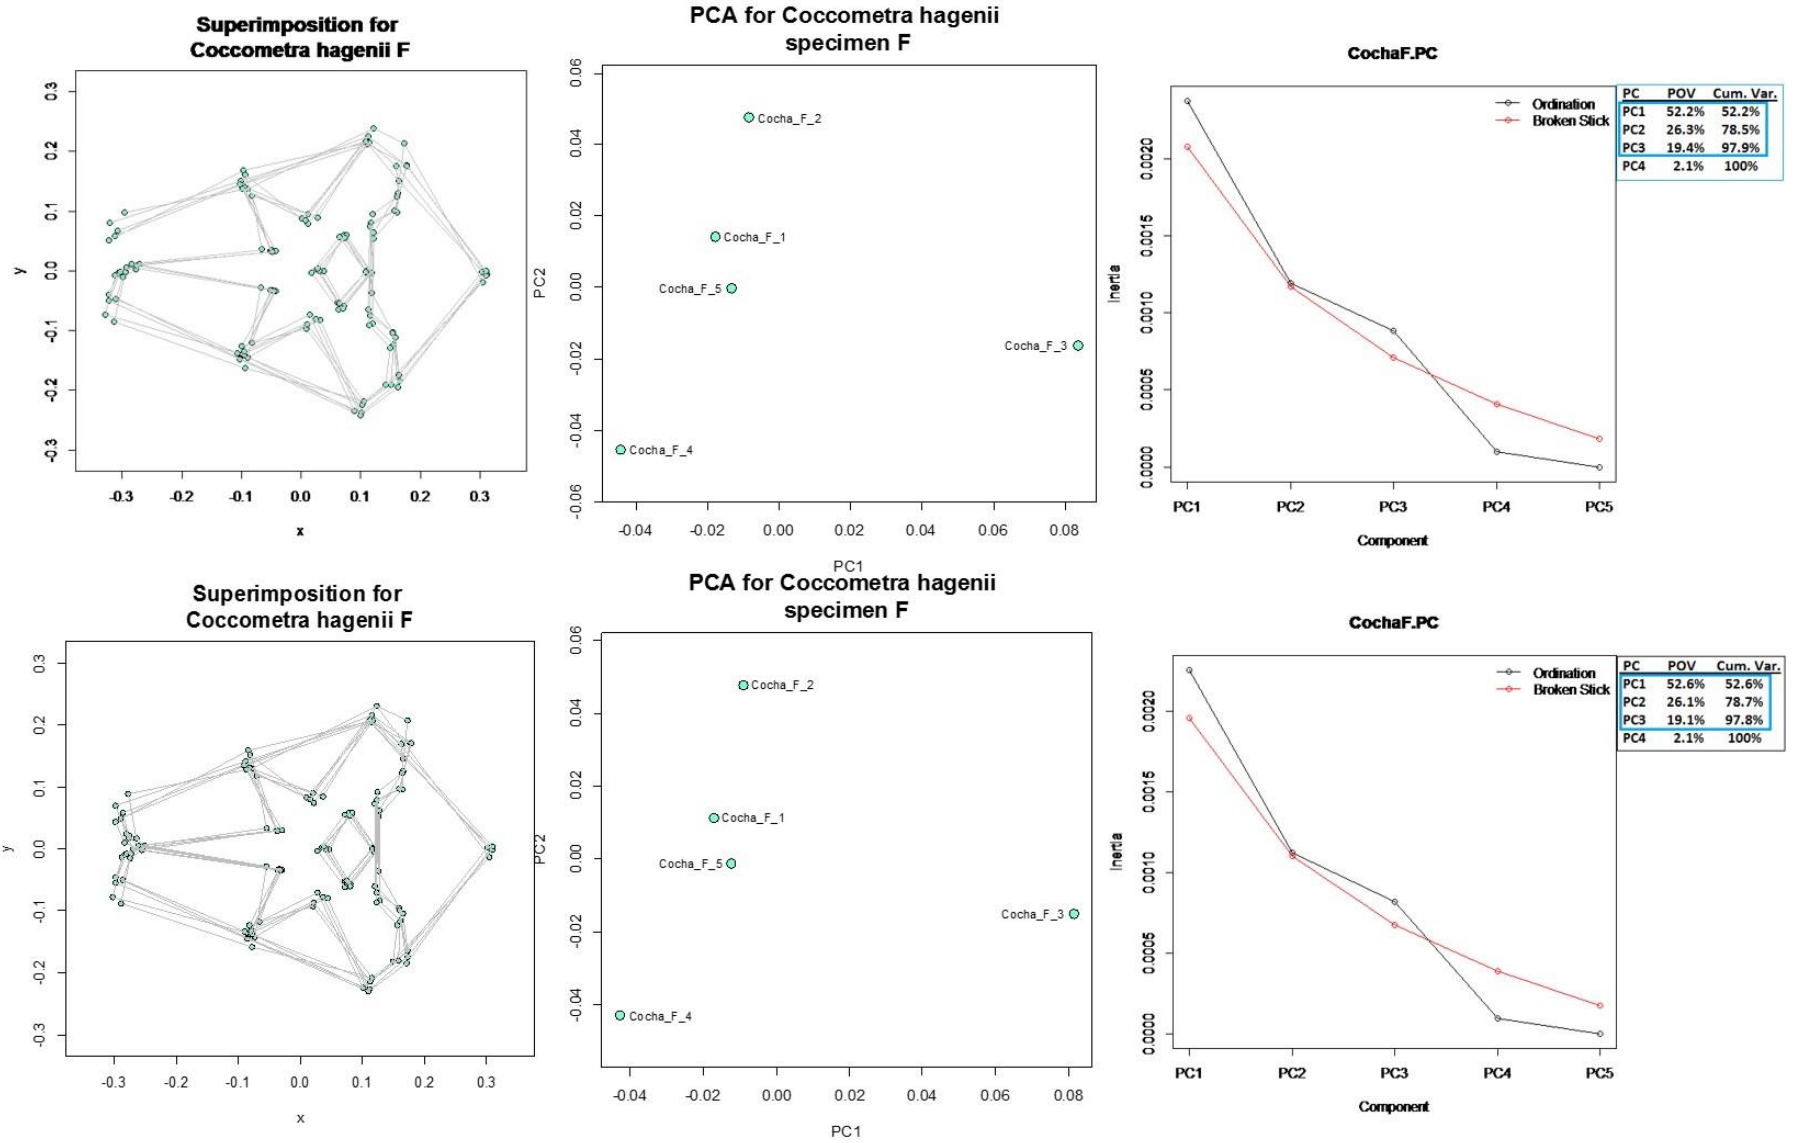 Superimposition for
Coccometra hagenii F
y
0.3
0.2
0.1
0.0
-0.1
-0.2
-0.3
-0.3 -0.2 -0.1 0.0 0.1 0.2 0.3
x
PCA for Coccometra hagenii
specimen F
PC2
0.06
0.04
0.02
0.00
-0.02
-0.04
-0.06
Cocha_F_2
Cocha_F_1
Cocha_F_5
Cocha_F_3
Cocha_F_4
-0.04 -0.02 0.00 0.02 0.04 0.06 0.08
PC1
CochaF.PC
Inertia
0.0020
0.0015
0.0010
0.0005
0.0000
Ordination
Broken Stick
PC1 PC2 PC3 PC4 PC5
Component
PC POV Cum. Var.
PC1 52.2% 52.2%
PC2 26.3% 78.5%
PC3 19.4% 97.9%
PC4 2.1% 100%
Superimposition for
Coccometra hagenii F
y
0.3
0.2
0.1
0.0
-0.1
-0.2
-0.3
-0.3 -0.2 -0.1 0.0 0.1 0.2 0.3
x
PCA for Coccometra hagenii
specimen F
PC2
0.06
0.04
0.02
0.00
-0.02
-0.04
Cocha_F_2
Cocha_F_1
Cocha_F_5
Cocha_F_3
Cocha_F_4
-0.04 -0.02 0.00 0.02 0.04 0.06 0.08
PC1
CochaF.PC
Inertia
0.0020
0.0015
0.0010
0.0005
0.0000
Ordination
Broken Stick
PC1 PC2 PC3 PC4 PC5
Component
PC POV Cum. Var.
PC1 52.6% 52.6%
PC2 26.1% 78.7%
PC3 19.1% 97.8%
PC4 2.1% 100%